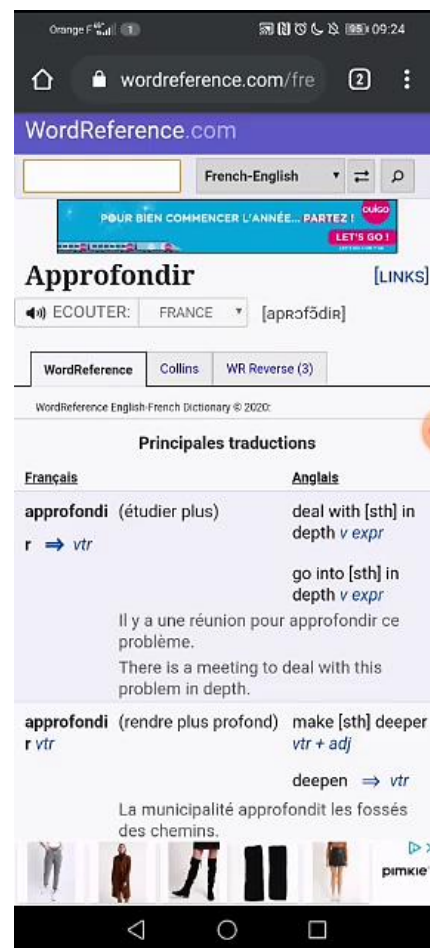 Orange F 1 95 09:24
wordreference.com/fre 2
WordReference.com
French-English
POUR BIEN COMMENCER L'ANNÉE... PARTEZ ! OUIGO
LET'S GO !
Approfondir [LINKS]
ECOUTER: FRANCE [apʀɔfɔ̃diʀ]
WordReference Collins WR Reverse (3)
WordReference English-French Dictionary © 2020:
Principales traductions
Français Anglais
approfondi (étudier plus) deal with [sth] in
r ⇒ vtr depth v expr
go into [sth] in
depth v expr
Il y a une réunion pour approfondir ce
problème.
There is a meeting to deal with this
problem in depth.
approfondi (rendre plus profond) make [sth] deeper
r vtr vtr + adj
deepen ⇒ vtr
La municipalité approfondit les fossés
des chemins.
pimkie